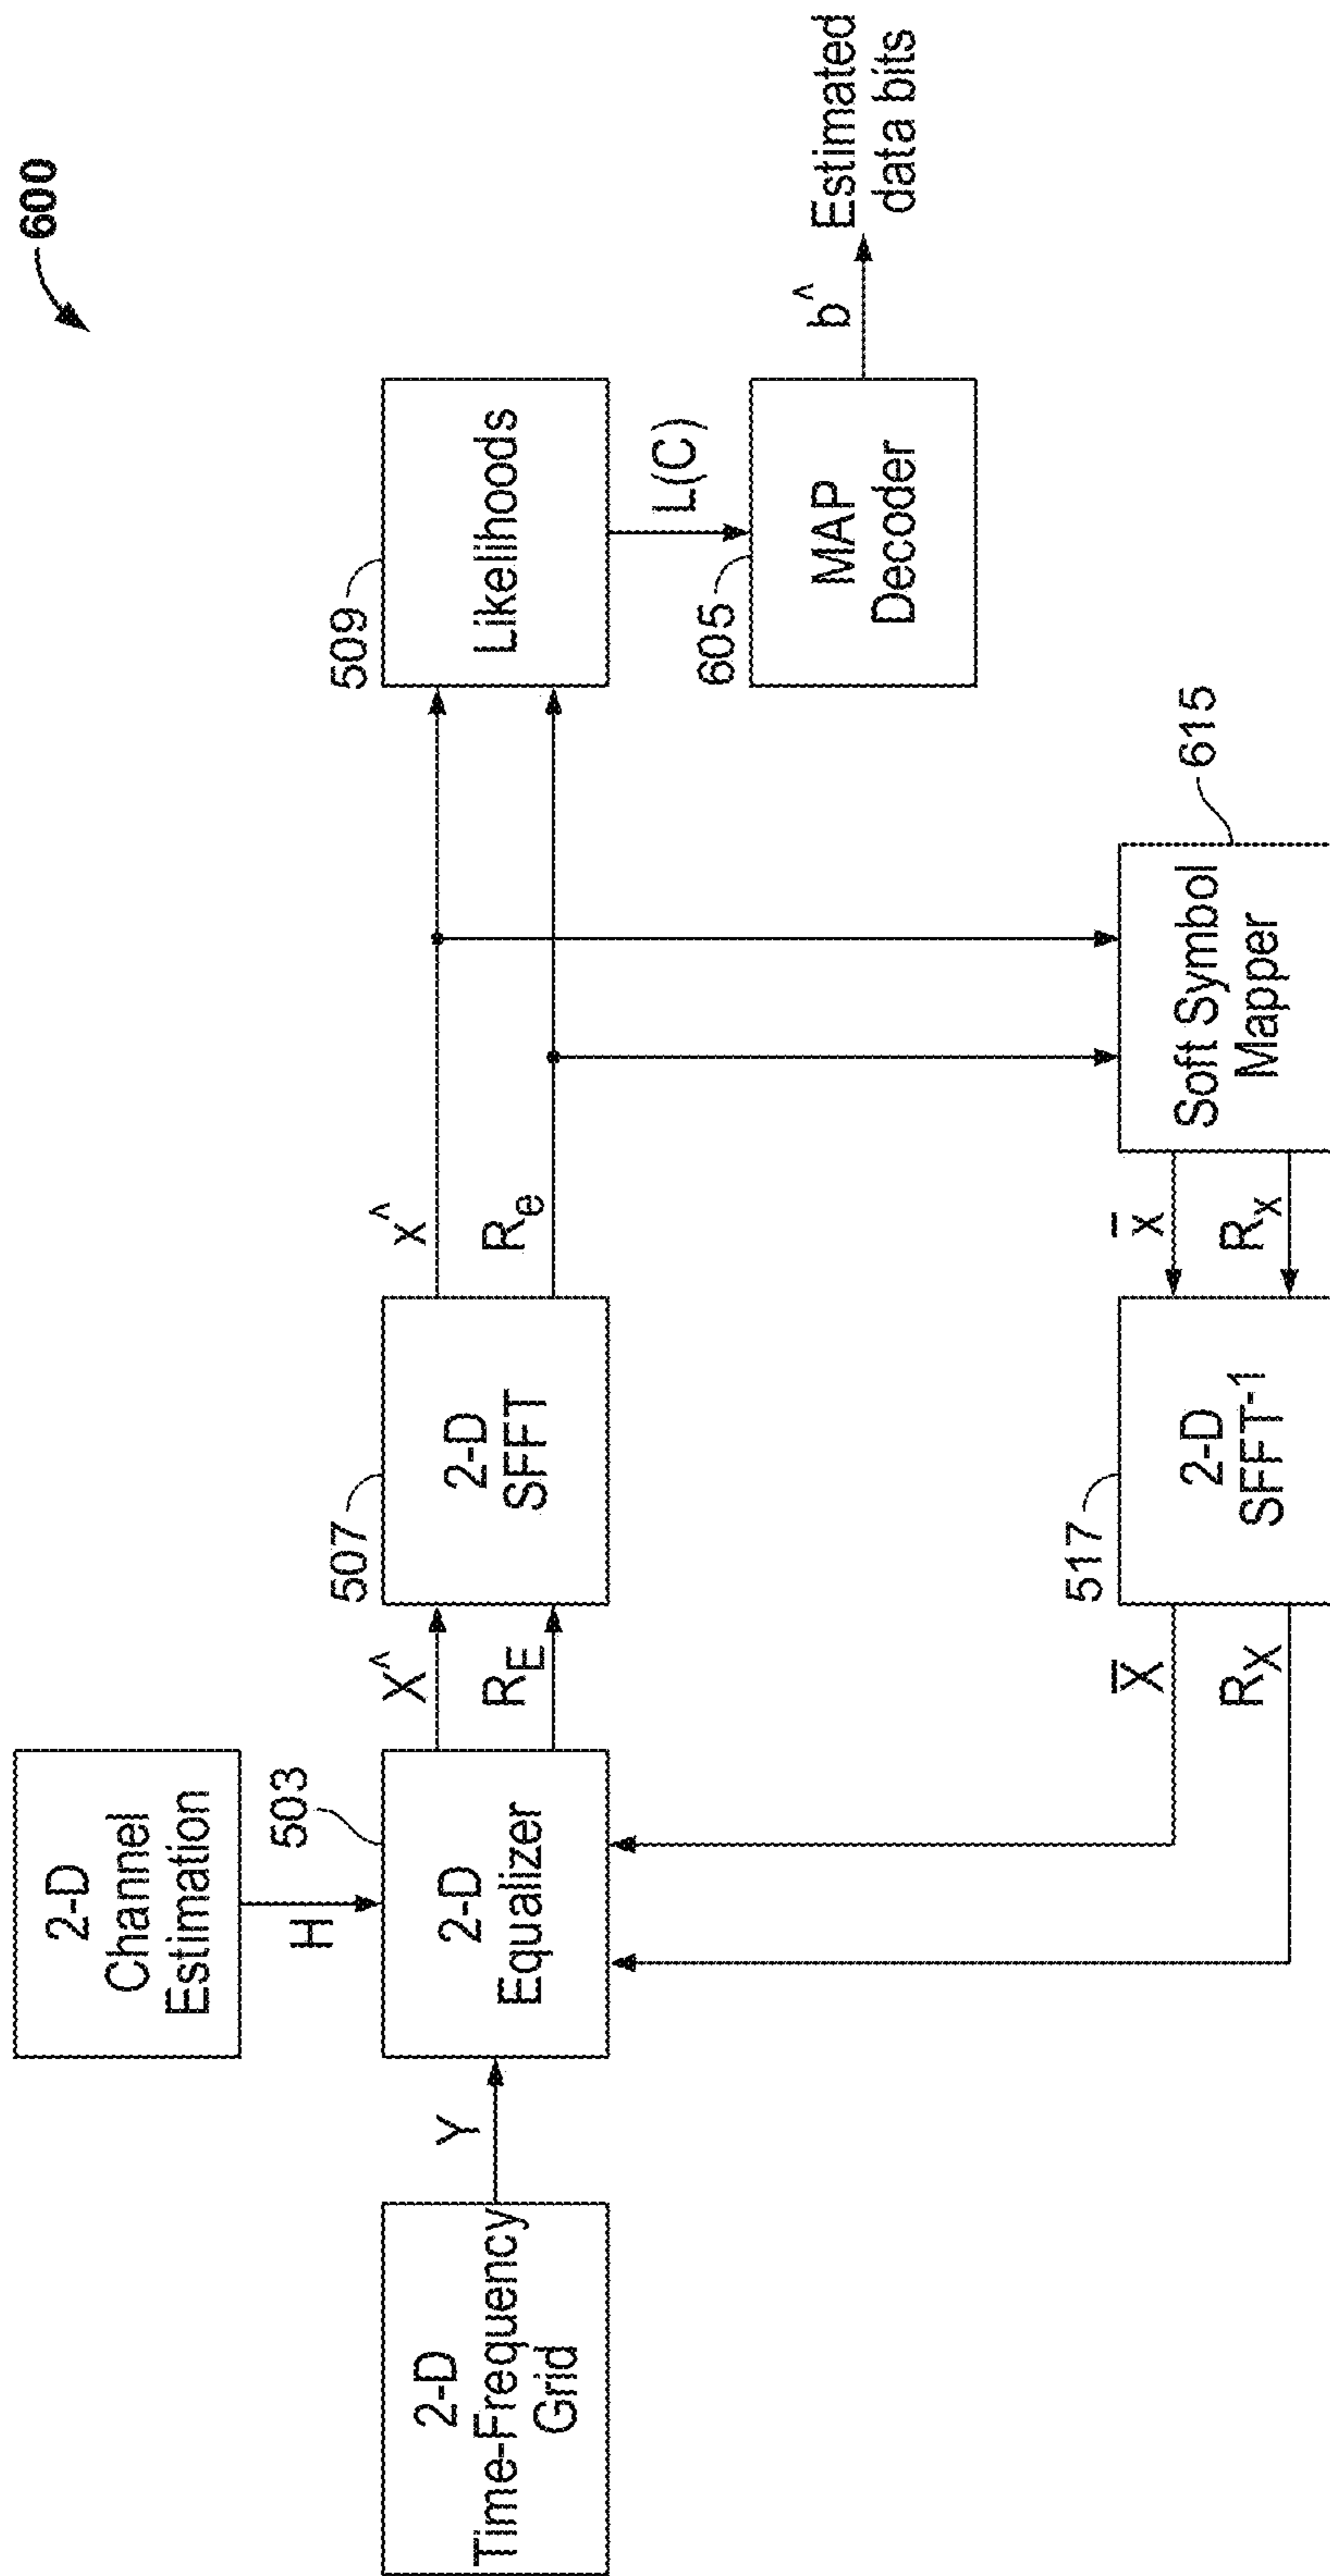 600
2-D
Channel
Estimation
H
503
2-D
Time-Frequency
Grid
Y
2-D
Equalizer
X^
R_E
507
2-D
SFFT
x^
R_e
509
Likelihoods
L(C)
605
MAP
Decoder
b^
Estimated
data bits
X̅
R_X
517
2-D
SFFT-1
x̅
R_x
Soft Symbol
Mapper
615